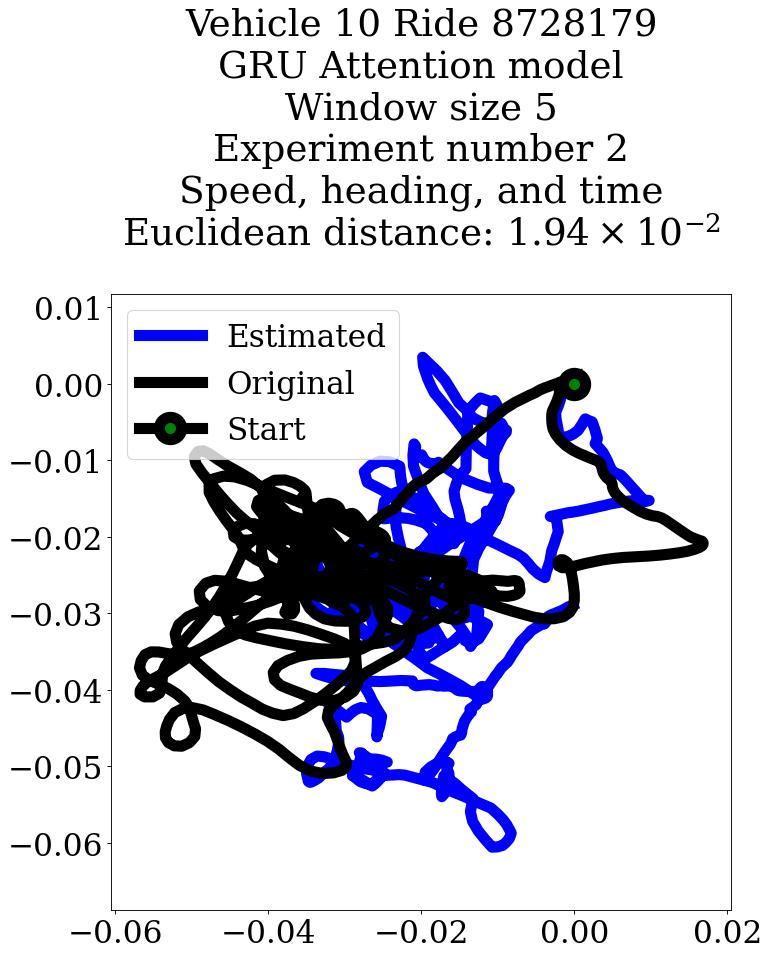 Vehicle 10 Ride 8728179
GRU Attention model
Window size 5
Experiment number 2
Speed, heading, and time
Euclidean distance: 1.94 × 10⁻²
Estimated
Original
Start
0.01
0.00
−0.01
−0.02
−0.03
−0.04
−0.05
−0.06
−0.06
−0.04
−0.02
0.00
0.02